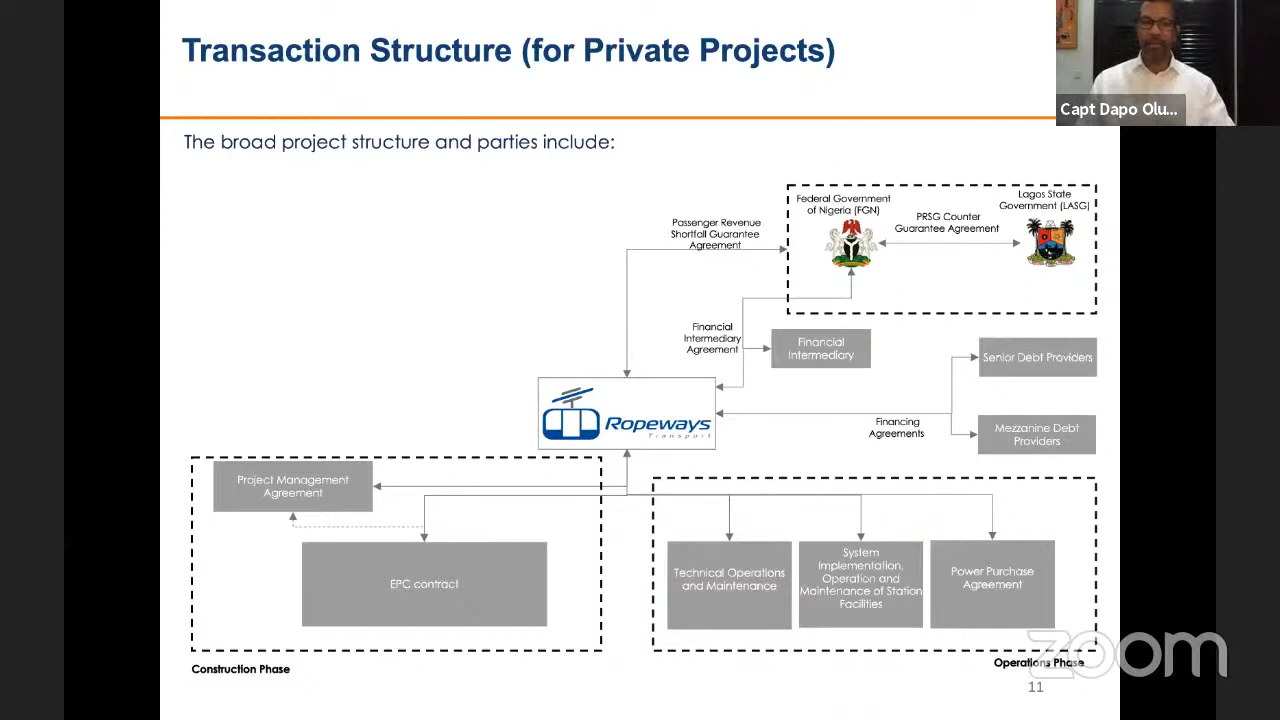 Transaction Structure (for Private Projects)
Capt Dapo Olu...
The broad project structure and parties include:
Federal Government
of Nigeria (FGN)
Lagos State
Government (LASG)
PRSG Counter
Guarantee Agreement
Passenger Revenue
Shortfall Guarantee
Agreement
Financial
Intermediary
Agreement
Financial
Intermediary
Senior Debt Providers
Ropeways
Transport
Financing
Agreements
Mezzanine Debt
Providers
Project Management
Agreement
EPC contract
Technical Operations
and Maintenance
System
Implementation,
Operation and
Maintenance of Station
Facilities
Power Purchase
Agreement
Construction Phase
Operations Phase
zoom
11